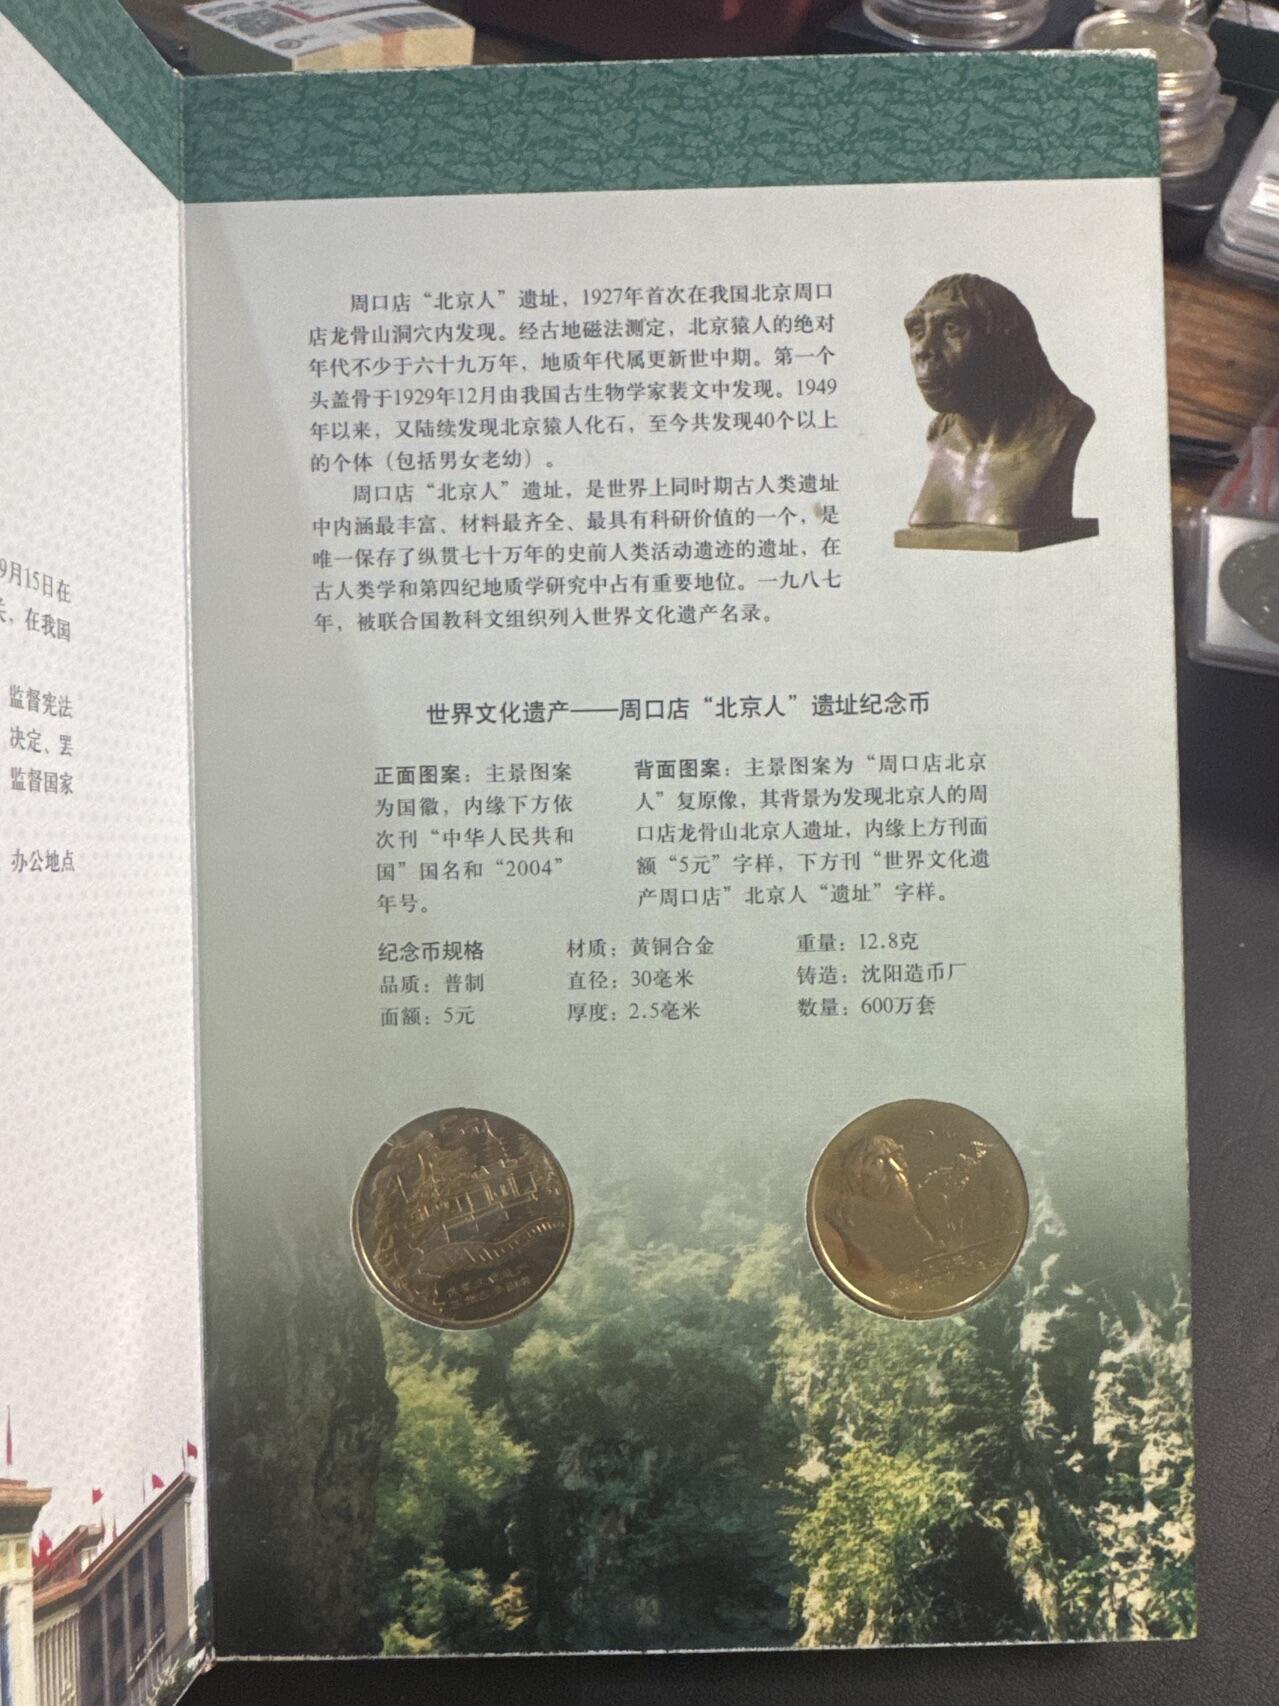 9月15日在
，在我国
监督宪法
决定、罢
监督国家
办公地点
周口店“北京人”遗址，1927年首次在我国北京周口
店龙骨山洞穴内发现。经古地磁法测定，北京猿人的绝对
年代不少于六十九万年，地质年代属更新世中期。第一个
头盖骨于1929年12月由我国古生物学家裴文中发现。1949
年以来，又陆续发现北京猿人化石，至今共发现40个以上
的个体（包括男女老幼）。
周口店“北京人”遗址，是世界上同时期古人类遗址
中内涵最丰富、材料最齐全、最具有科研价值的一个，是
唯一保存了纵贯七十万年的史前人类活动遗迹的遗址，在
古人类学和第四纪地质学研究中占有重要地位。一九八七
年，被联合国教科文组织列入世界文化遗产名录。
世界文化遗产——周口店“北京人”遗址纪念币
正面图案：主景图案
为国徽，内缘下方依
次刊“中华人民共和
国”国名和“2004”
年号。
背面图案：主景图案为“周口店北京
人”复原像，其背景为发现北京人的周
口店龙骨山北京人遗址，内缘上方刊面
额“5元”字样，下方刊“世界文化遗
产周口店”北京人“遗址”字样。
纪念币规格 材质：黄铜合金 重量：12.8克
品质：普制 直径：30毫米 铸造：沈阳造币厂
面额：5元 厚度：2.5毫米 数量：600万套